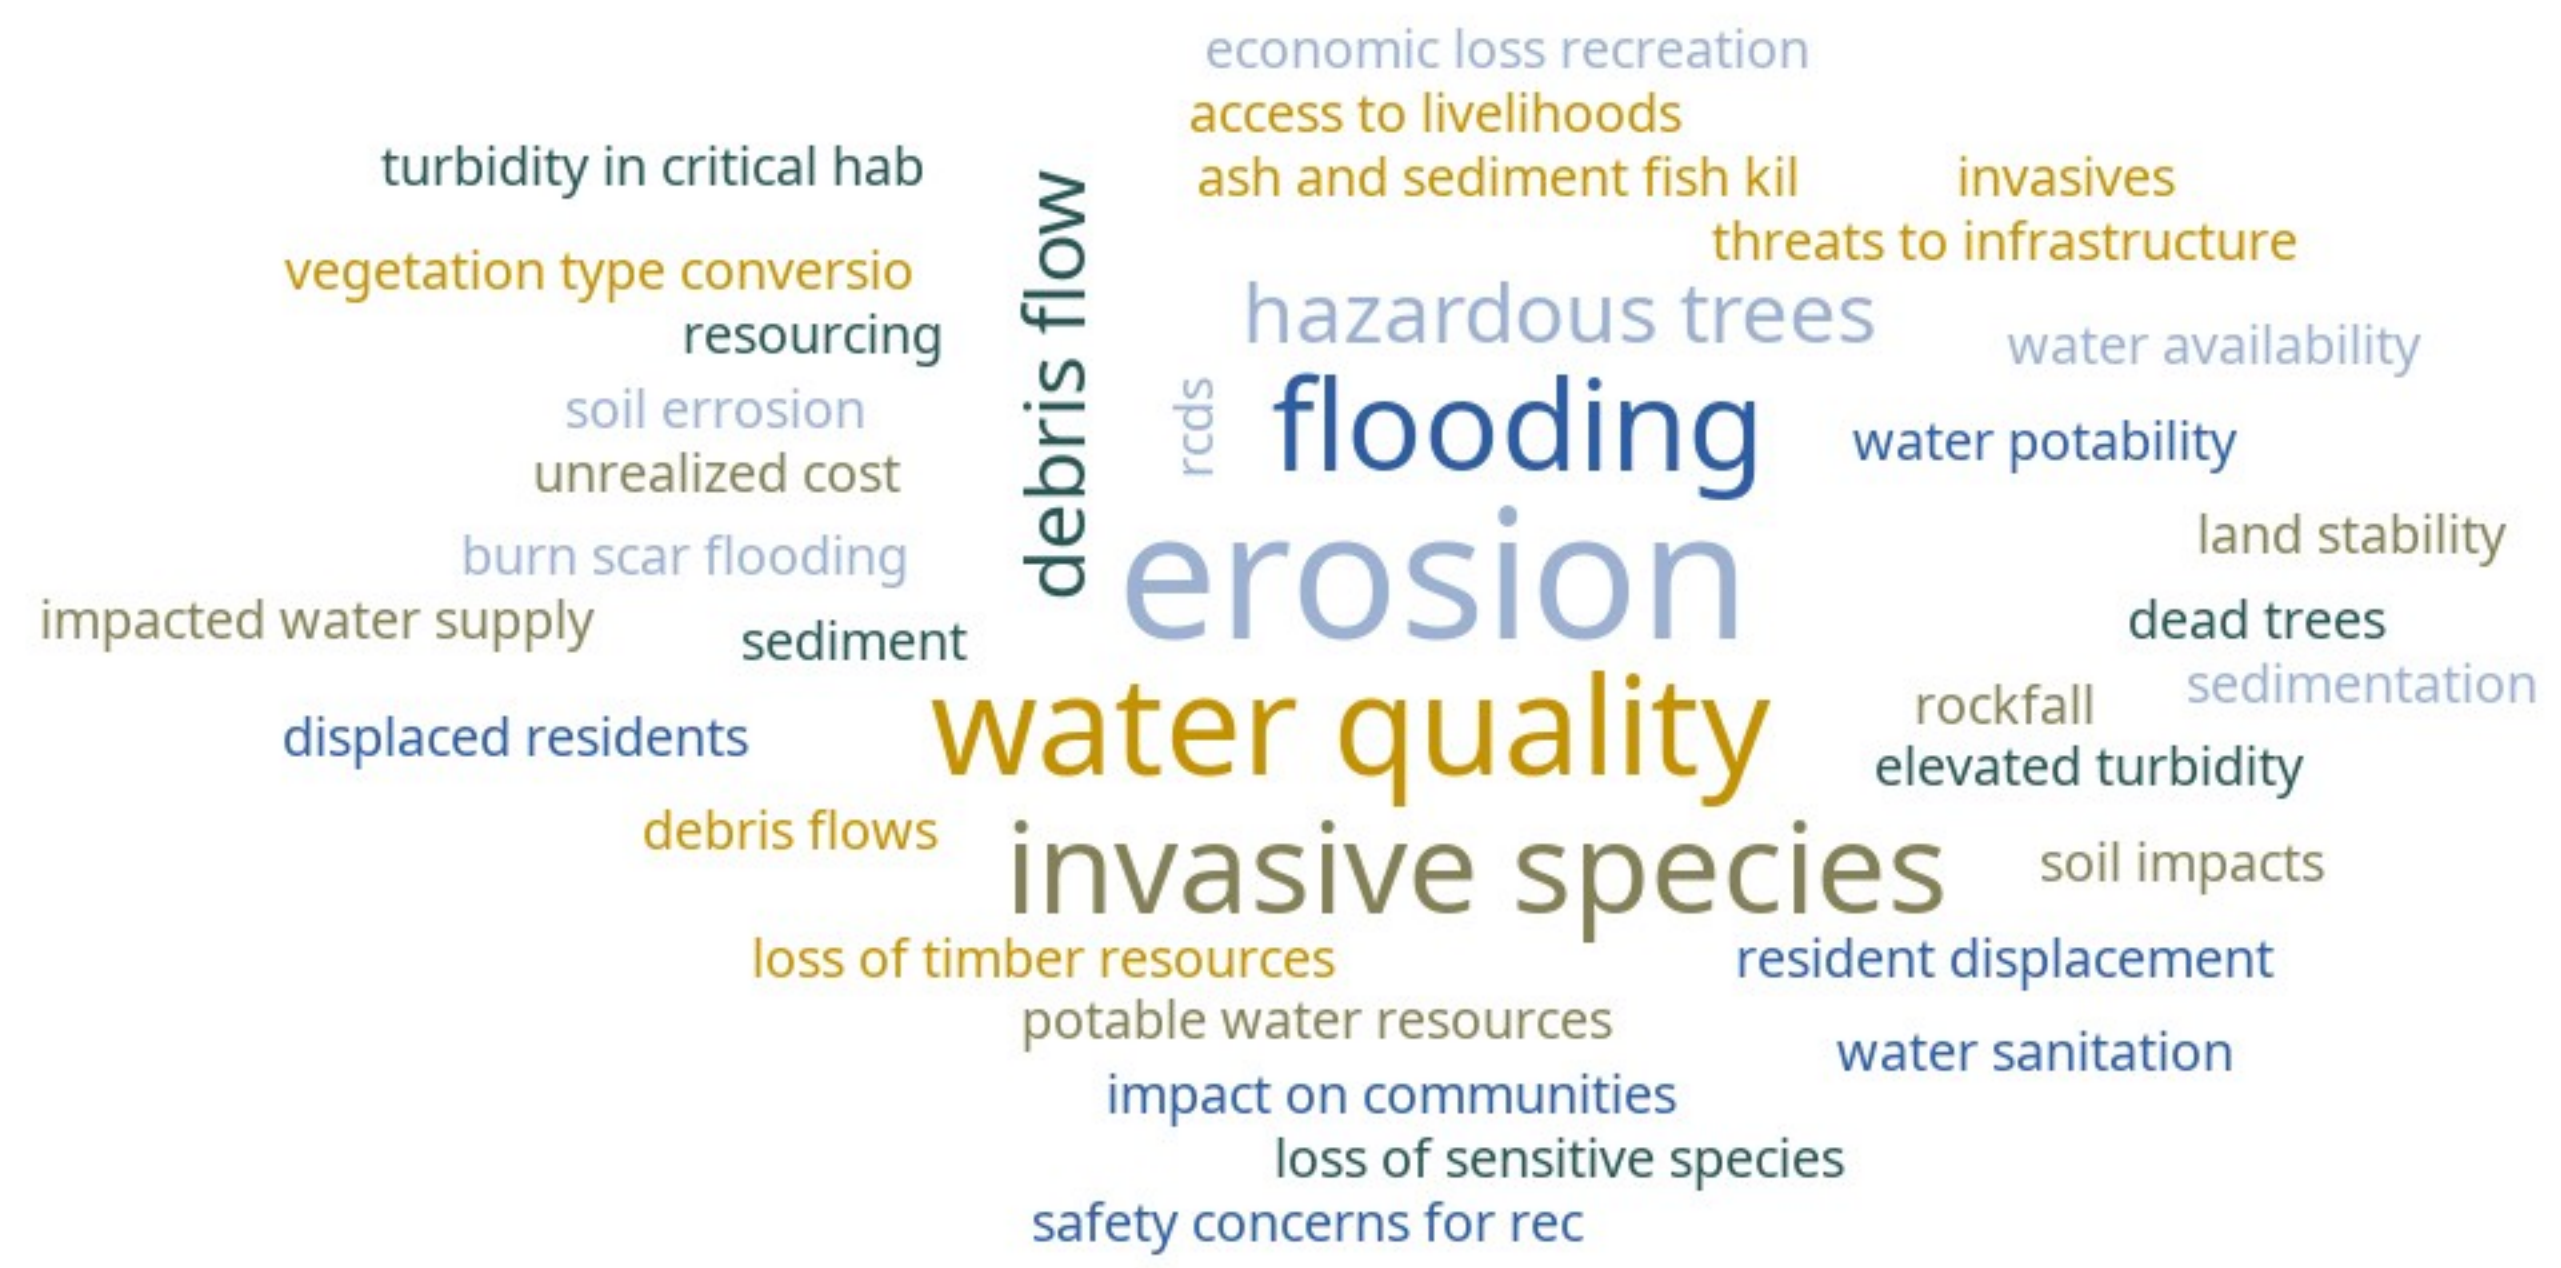 economic loss recreation
access to livelihoods
turbidity in critical hab
ash and sediment fish kil
invasives
threats to infrastructure
vegetation type conversio
debris flow
hazardous trees
resourcing
water availability
soil errosion
rcds
flooding
water potability
unrealized cost
land stability
burn scar flooding
erosion
impacted water supply
dead trees
sediment
sedimentation
rockfall
displaced residents
water quality
elevated turbidity
debris flows
invasive species
soil impacts
loss of timber resources
resident displacement
potable water resources
water sanitation
impact on communities
loss of sensitive species
safety concerns for rec